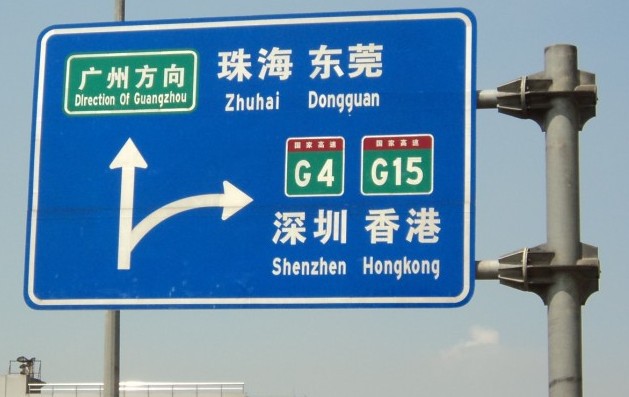 广州方向
Direction Of Guangzhou
珠海 东莞
Zhuhai Dongguan
国家高速 国家高速
G4 G15
深圳 香港
Shenzhen Hongkong